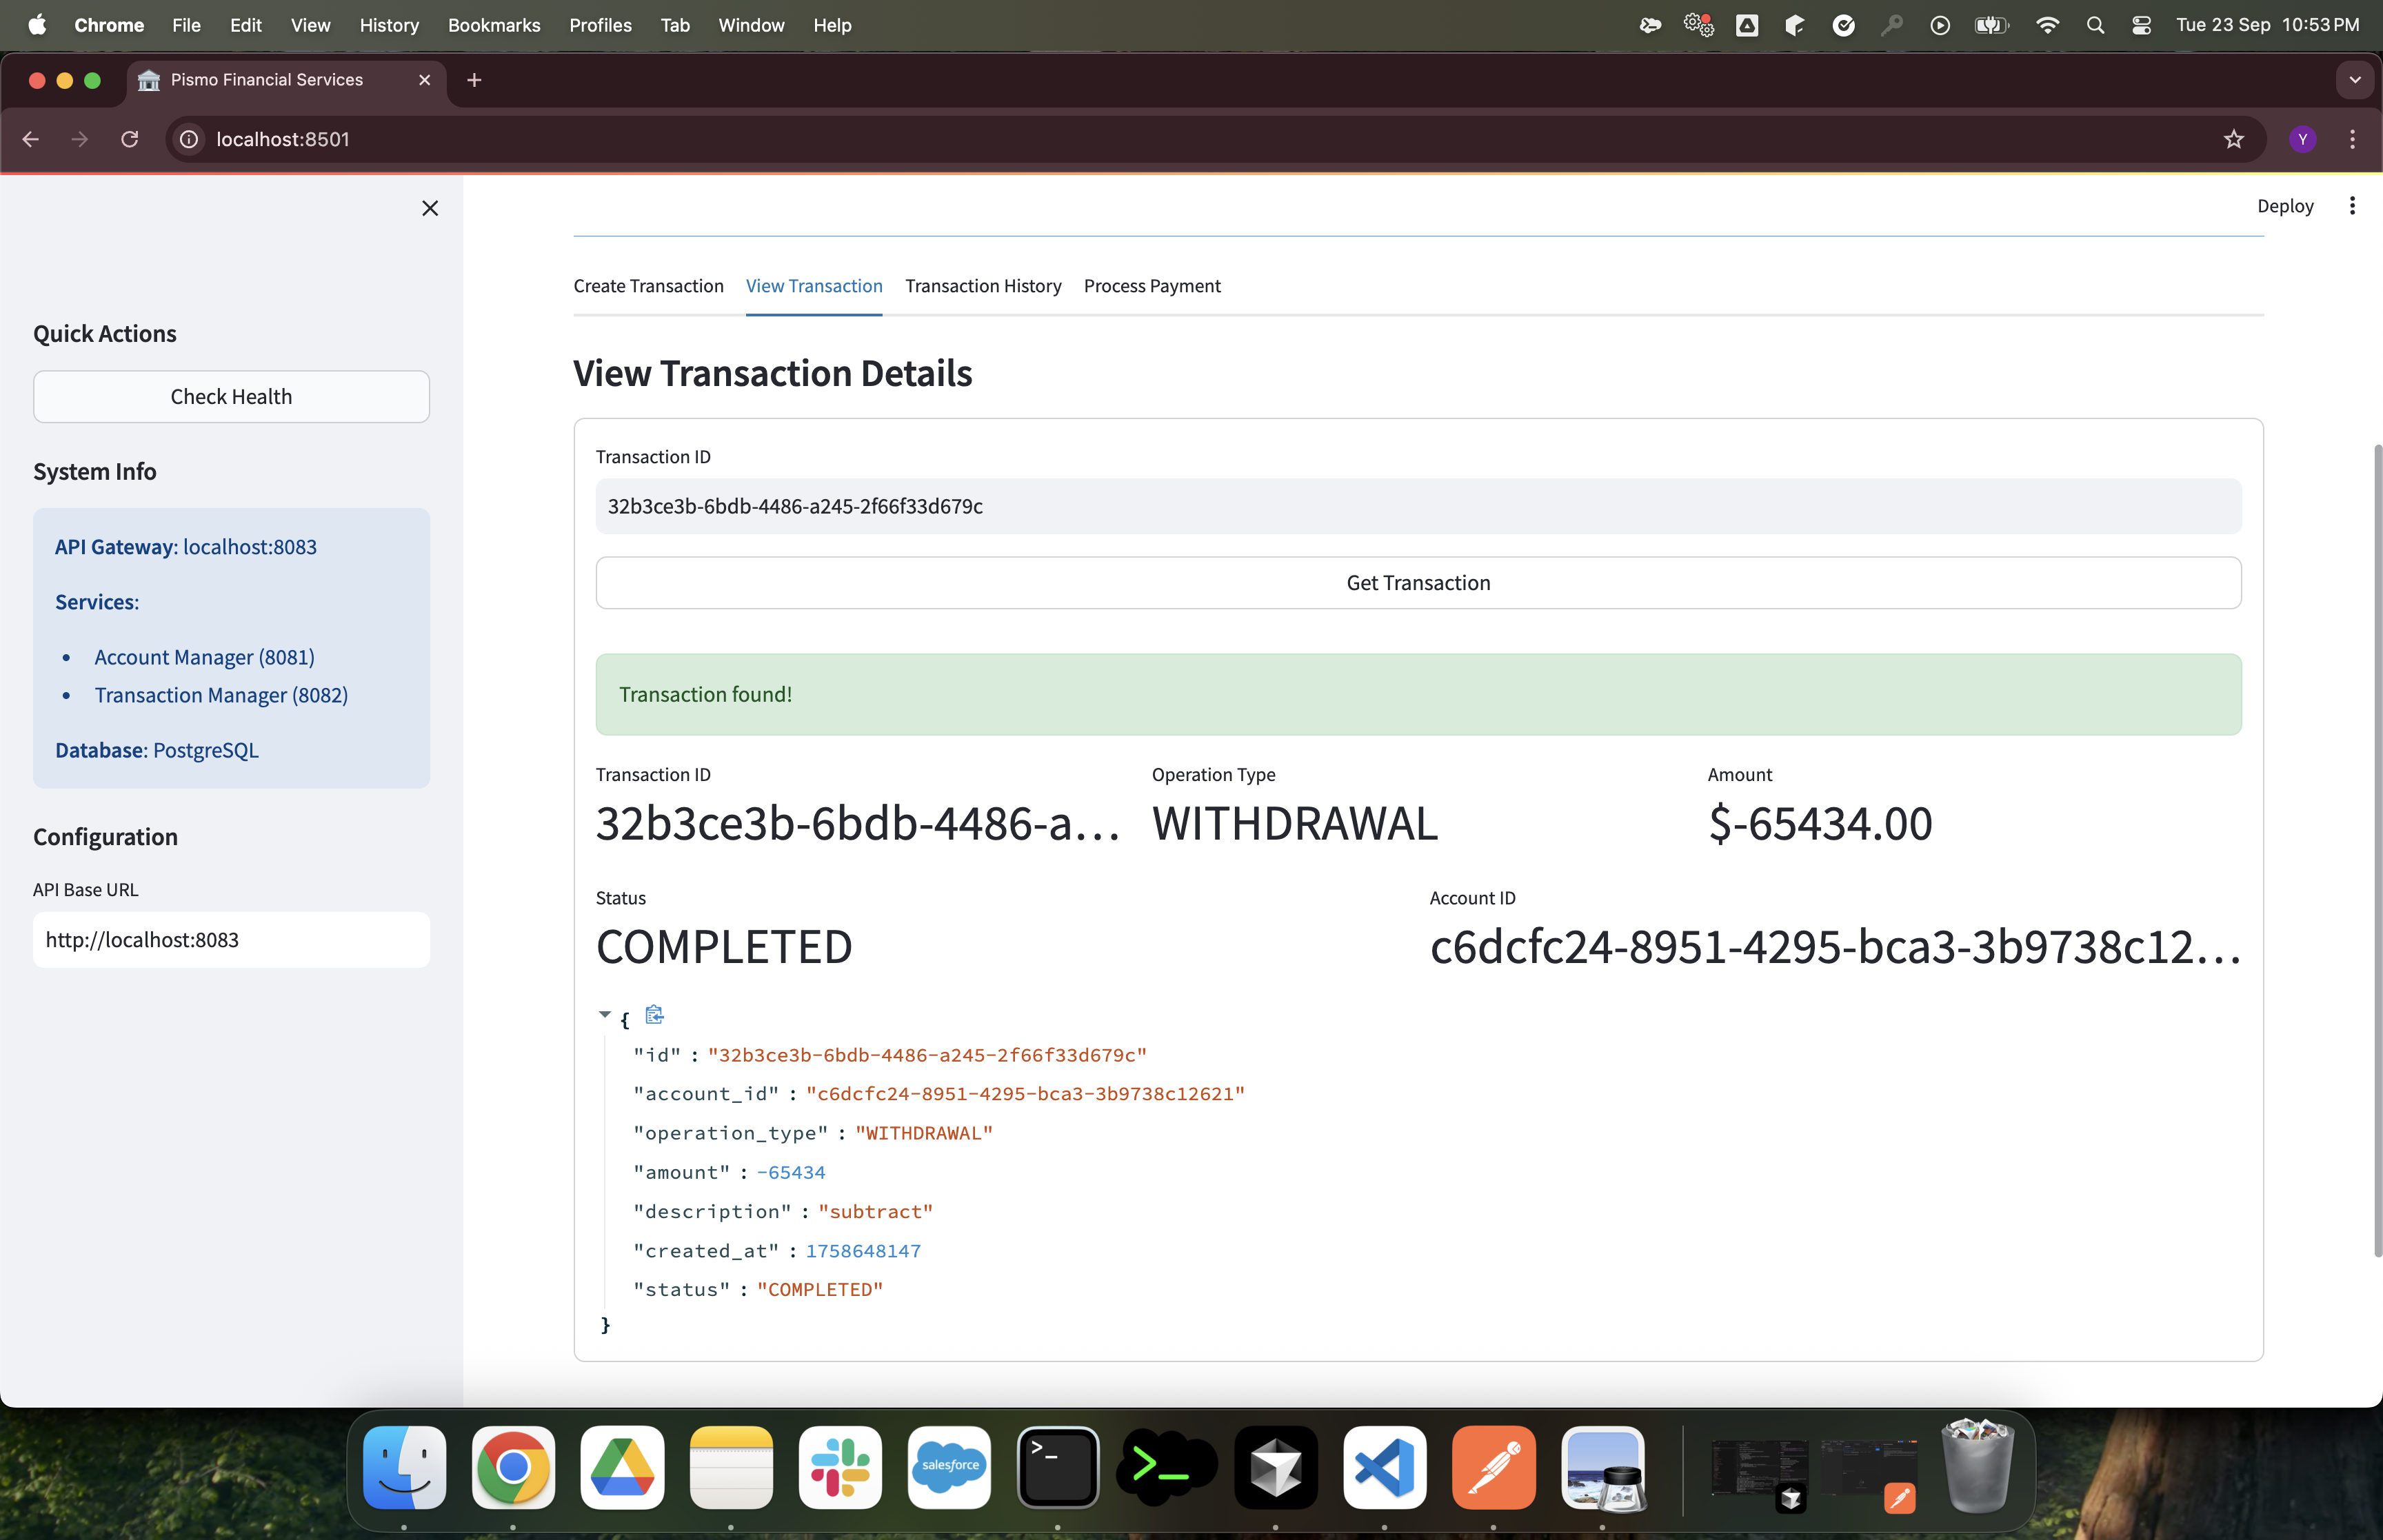 Chrome File Edit View History Bookmarks Profiles Tab Window Help Tue 23 Sep 10:53 PM
Pismo Financial Services
localhost:8501
Y
Deploy
Quick Actions
Check Health
System Info
API Gateway: localhost:8083
Services:
• Account Manager (8081)
• Transaction Manager (8082)
Database: PostgreSQL
Configuration
API Base URL
http://localhost:8083
Create Transaction View Transaction Transaction History Process Payment
View Transaction Details
Transaction ID
32b3ce3b-6bdb-4486-a245-2f66f33d679c
Get Transaction
Transaction found!
Transaction ID Operation Type Amount
32b3ce3b-6bdb-4486-a... WITHDRAWAL $-65434.00
Status Account ID
COMPLETED c6dcfc24-8951-4295-bca3-3b9738c12...
{
"id" : "32b3ce3b-6bdb-4486-a245-2f66f33d679c"
"account_id" : "c6dcfc24-8951-4295-bca3-3b9738c12621"
"operation_type" : "WITHDRAWAL"
"amount" : -65434
"description" : "subtract"
"created_at" : 1758648147
"status" : "COMPLETED"
}
salesforce